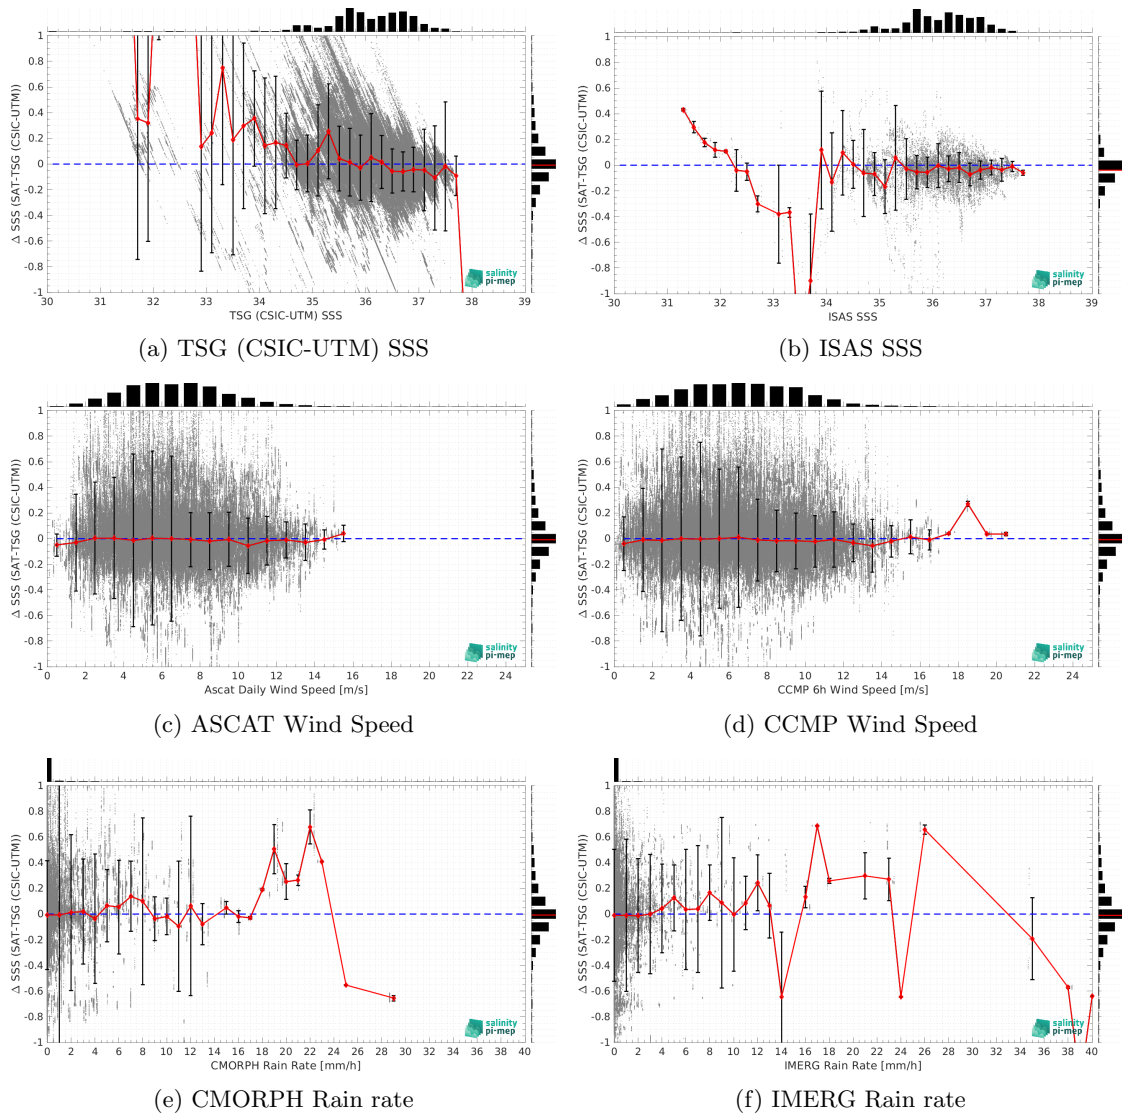 Δ SSS (SAT-TSG (CSIC-UTM))
1
0.8
0.6
0.4
0.2
0
-0.2
-0.4
-0.6
-0.8
-1
30 31 32 33 34 35 36 37 38 39
TSG (CSIC-UTM) SSS
salinity
pi-mep
(a) TSG (CSIC-UTM) SSS
Δ SSS (SAT-TSG (CSIC-UTM))
1
0.8
0.6
0.4
0.2
0
-0.2
-0.4
-0.6
-0.8
-1
30 31 32 33 34 35 36 37 38 39
ISAS SSS
salinity
pi-mep
(b) ISAS SSS
Δ SSS (SAT-TSG (CSIC-UTM))
1
0.8
0.6
0.4
0.2
0
-0.2
-0.4
-0.6
-0.8
-1
0 2 4 6 8 10 12 14 16 18 20 22 24
Ascat Daily Wind Speed [m/s]
salinity
pi-mep
(c) ASCAT Wind Speed
Δ SSS (SAT-TSG (CSIC-UTM))
1
0.8
0.6
0.4
0.2
0
-0.2
-0.4
-0.6
-0.8
-1
0 2 4 6 8 10 12 14 16 18 20 22 24
CCMP 6h Wind Speed [m/s]
salinity
pi-mep
(d) CCMP Wind Speed
Δ SSS (SAT-TSG (CSIC-UTM))
1
0.8
0.6
0.4
0.2
0
-0.2
-0.4
-0.6
-0.8
-1
0 2 4 6 8 10 12 14 16 18 20 22 24 26 28 30 32 34 36 38 40
CMORPH Rain Rate [mm/h]
salinity
pi-mep
(e) CMORPH Rain rate
Δ SSS (SAT-TSG (CSIC-UTM))
1
0.8
0.6
0.4
0.2
0
-0.2
-0.4
-0.6
-0.8
-1
0 2 4 6 8 10 12 14 16 18 20 22 24 26 28 30 32 34 36 38 40
IMERG Rain Rate [mm/h]
salinity
pi-mep
(f) IMERG Rain rate